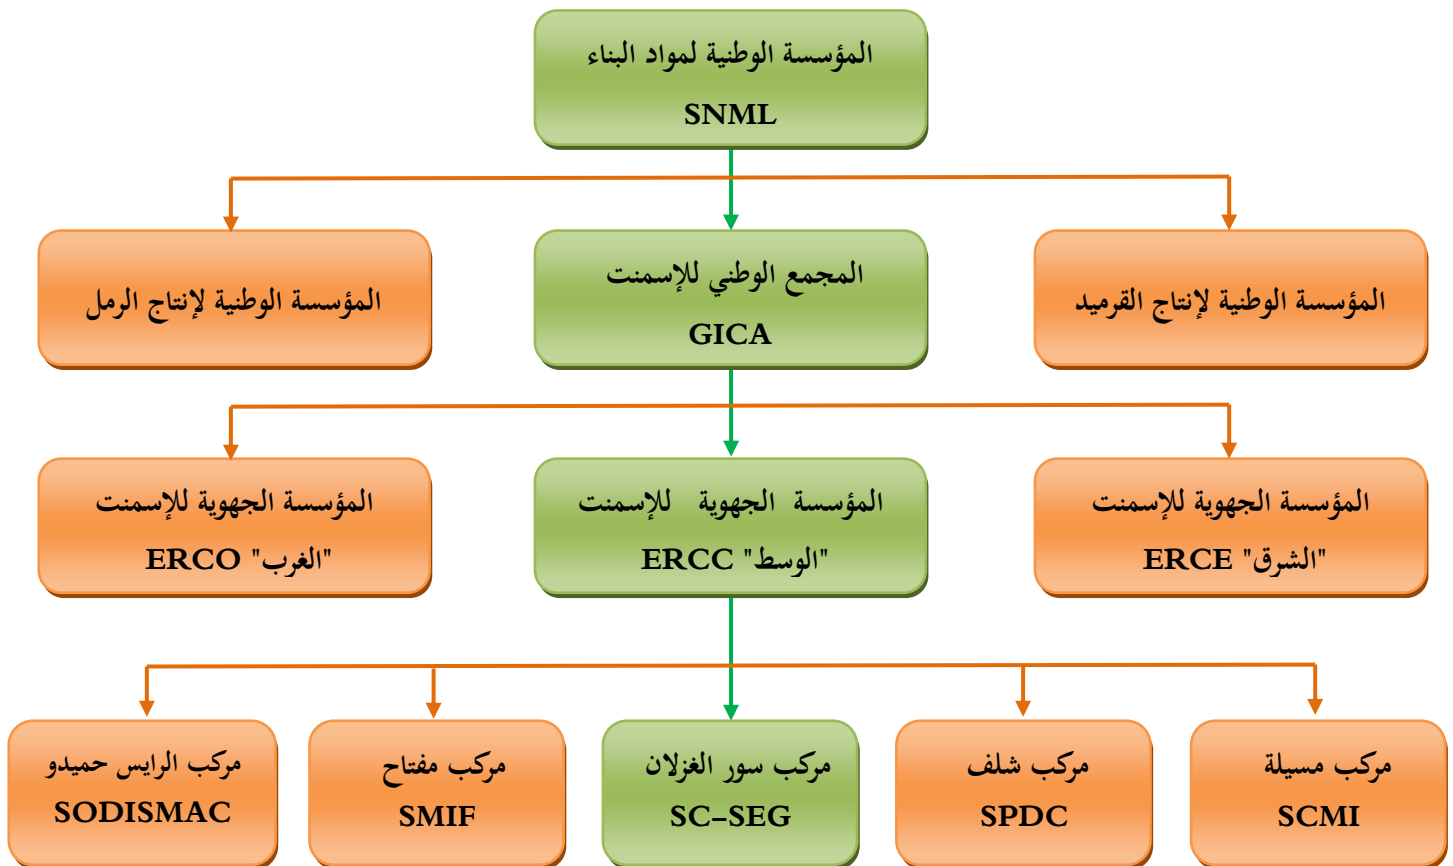 المؤسسة الوطنية لمواد البناء
SNML
المؤسسة الوطنية لإنتاج القرميد
المجمع الوطني للإسمنت
GICA
المؤسسة الوطنية لإنتاج الرمل
المؤسسة الجهوية للإسمنت
"الشرق" ERCE
المؤسسة الجهوية للإسمنت
"الوسط" ERCC
المؤسسة الجهوية للإسمنت
"الغرب" ERCO
مركب مسيلة
SCMI
مركب شلف
SPDC
مركب سور الغزلان
SC–SEG
مركب مفتاح
SMIF
مركب الرايس حميدو
SODISMAC